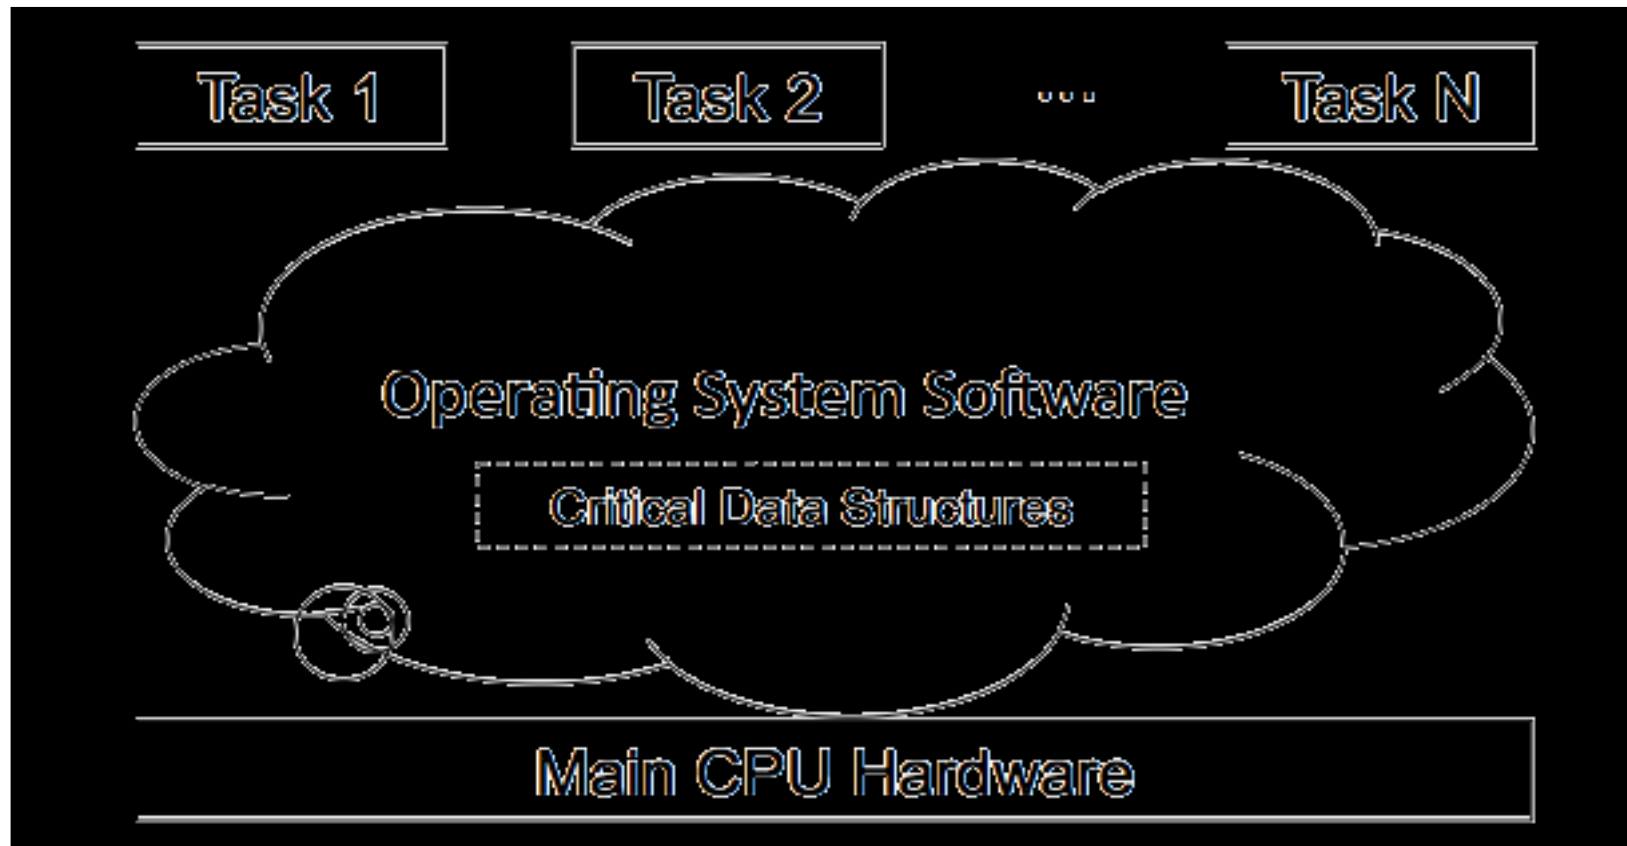 Task 1 Task 2 ... Task N
Operating System Software
Critical Data Structures
Main CPU Hardware